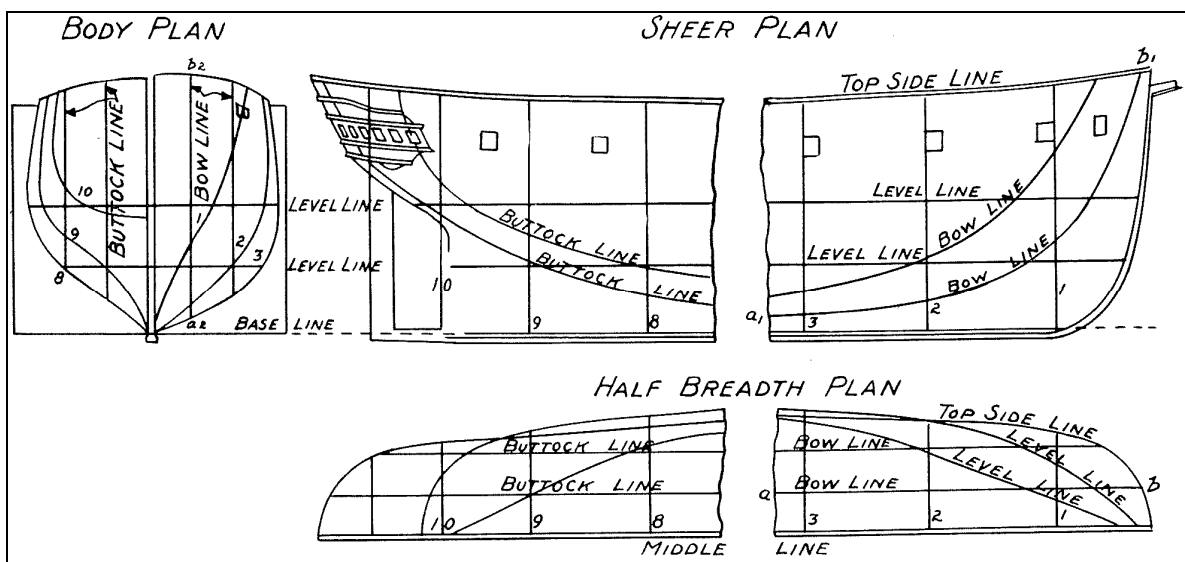 BODY PLAN
b2
BUTTOCK LINE
BOW LINE
10
9
8
1
2
3
a2
LEVEL LINE
LEVEL LINE
BASE LINE
SHEER PLAN
b1
TOP SIDE LINE
BUTTOCK LINE
BUTTOCK LINE
10
9
8
LEVEL LINE
BOW LINE
LEVEL LINE
BOW LINE
a1
3
2
1
HALF BREADTH PLAN
BUTTOCK LINE
BUTTOCK LINE
10
9
8
TOP SIDE LINE
BOW LINE
LEVEL LINE
LEVEL LINE
a
BOW LINE
b
3
2
1
MIDDLE LINE